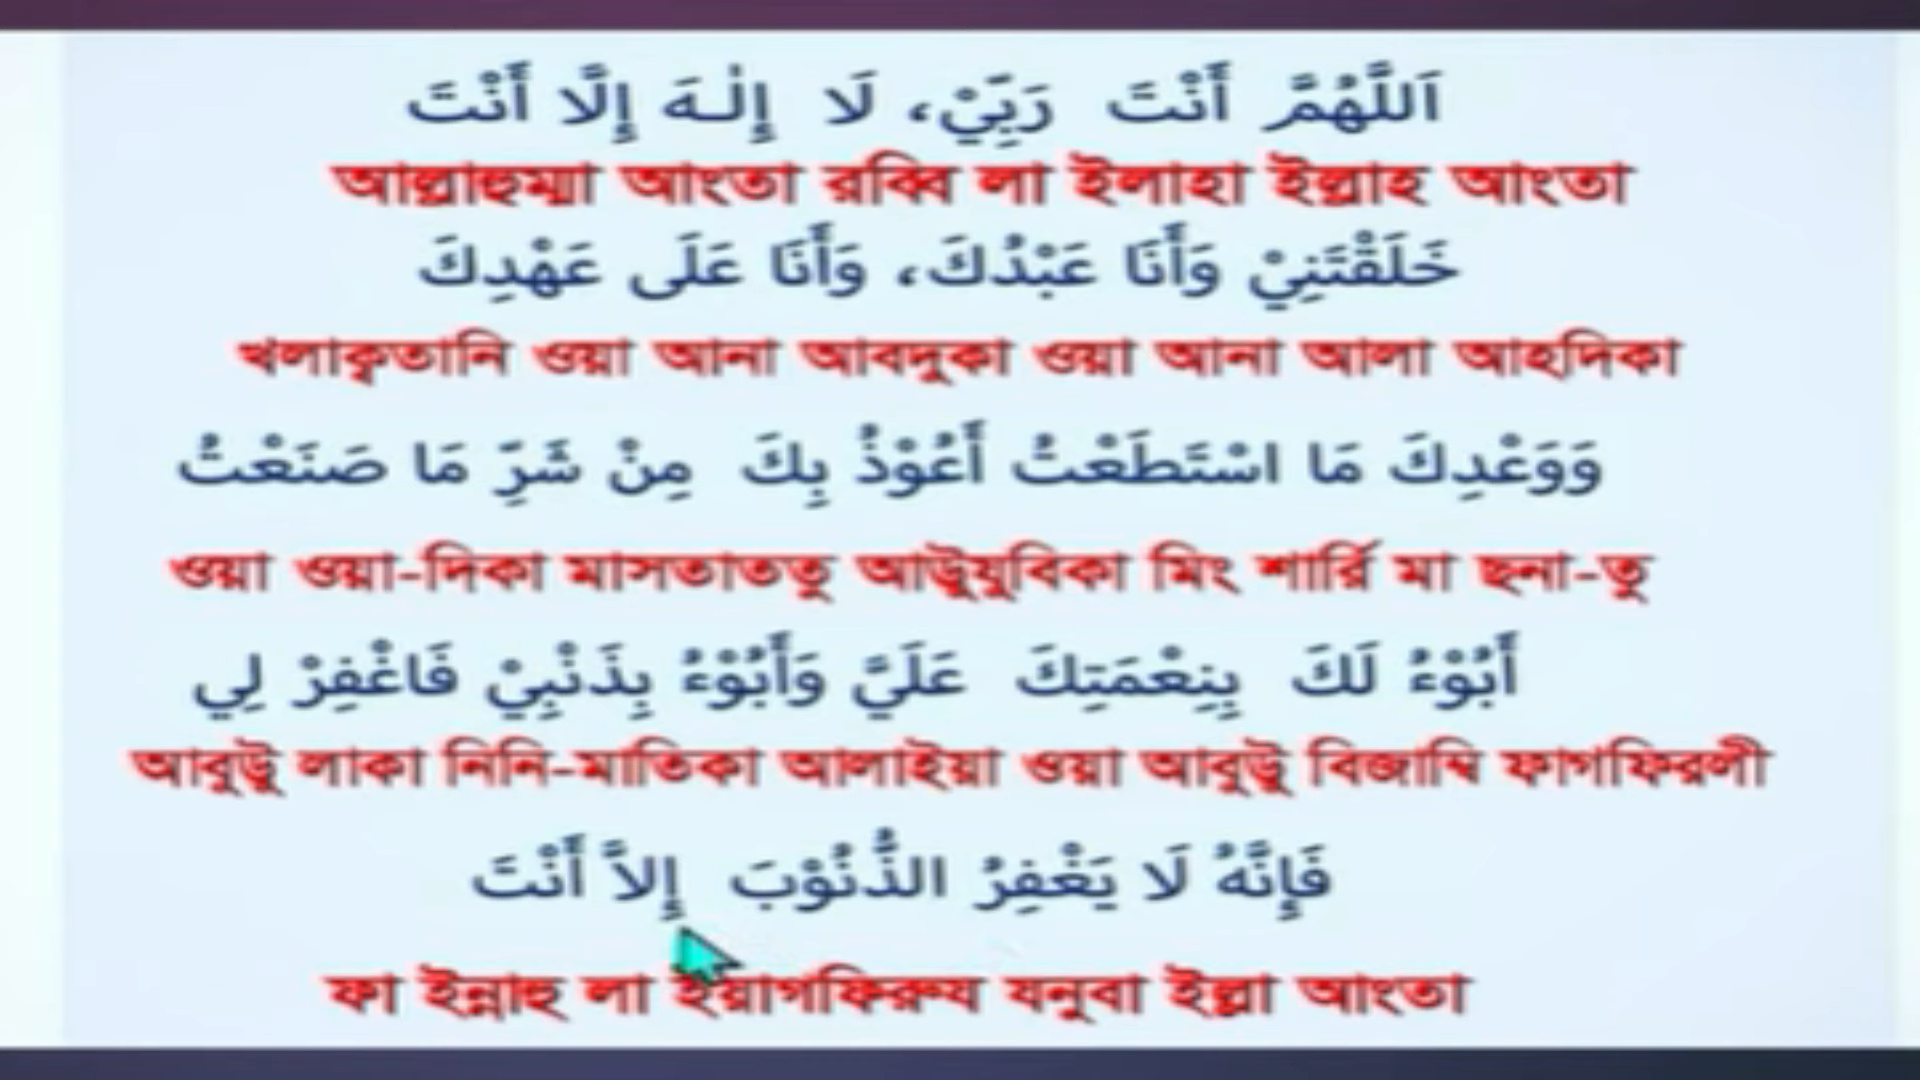 اَللَّهُمَّ أَنْتَ رَبِّيْ، لَا إِلٰـهَ إِلَّا أَنْتَ
আল্লাহুম্মা আংতা রব্বি লা ইলাহা ইল্লাহ আংতা
خَلَقْتَنِيْ وَأَنَا عَبْدُكَ، وَأَنَا عَلَى عَهْدِكَ
খলাকৃতানি ওয়া আনা আবদুকা ওয়া আনা আলা আহদিকা
وَوَعْدِكَ مَا اسْتَطَعْتُ أَعُوْذُ بِكَ مِنْ شَرِّ مَا صَنَعْتُ
ওয়া ওয়া-দিকা মাসতাততু আউযুবিকা মিং শার্রি মা ছনা-তু
أَبُوْءُ لَكَ بِنِعْمَتِكَ عَلَيَّ وَأَبُوْءُ بِذَنْبِيْ فَاغْفِرْ لِي
আবুউ লাকা নিনি-মাতিকা আলাইয়া ওয়া আবুউ বিজাম্বি ফাগফিরলী
فَإِنَّهُ لَا يَغْفِرُ الذُّنُوْبَ إِلاَّ أَنْتَ
ফা ইন্নাহু লা ইয়াগফিরুয যনুবা ইল্লা আংতা